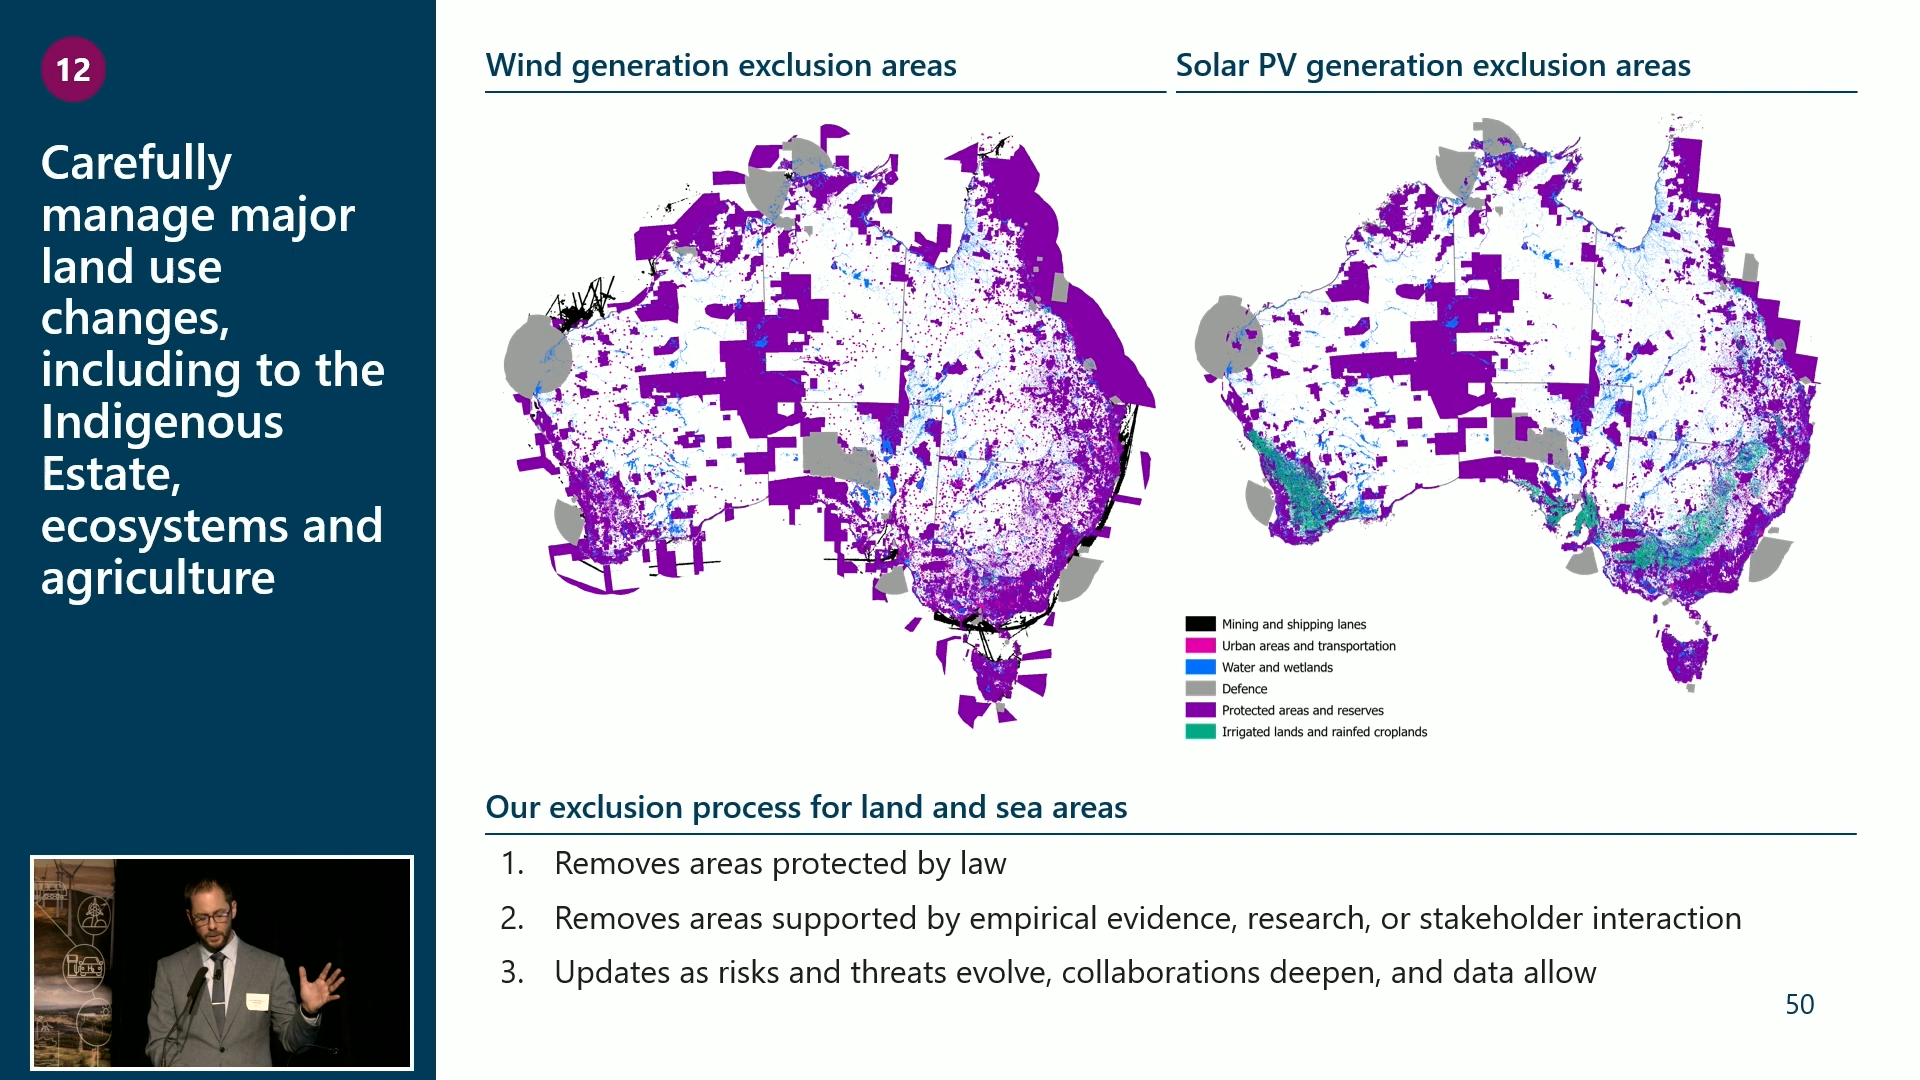 12
Carefully
manage major
land use
changes,
including to the
Indigenous
Estate,
ecosystems and
agriculture
Wind generation exclusion areas
Solar PV generation exclusion areas
Mining and shipping lanes
Urban areas and transportation
Water and wetlands
Defence
Protected areas and reserves
Irrigated lands and rainfed croplands
Our exclusion process for land and sea areas
1. Removes areas protected by law
2. Removes areas supported by empirical evidence, research, or stakeholder interaction
3. Updates as risks and threats evolve, collaborations deepen, and data allow
50